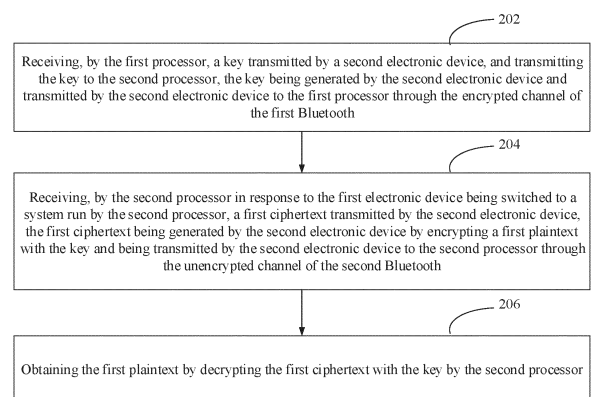 202
Receiving, by the first processor, a key transmitted by a second electronic device, and transmitting
the key to the second processor, the key being generated by the second electronic device and
transmitted by the second electronic device to the first processor through the encrypted channel of
the first Bluetooth
204
Receiving, by the second processor in response to the first electronic device being switched to a
system run by the second processor, a first ciphertext transmitted by the second electronic device,
the first ciphertext being generated by the second electronic device by encrypting a first plaintext
with the key and being transmitted by the second electronic device to the second processor through
the unencrypted channel of the second Bluetooth
206
Obtaining the first plaintext by decrypting the first ciphertext with the key by the second processor